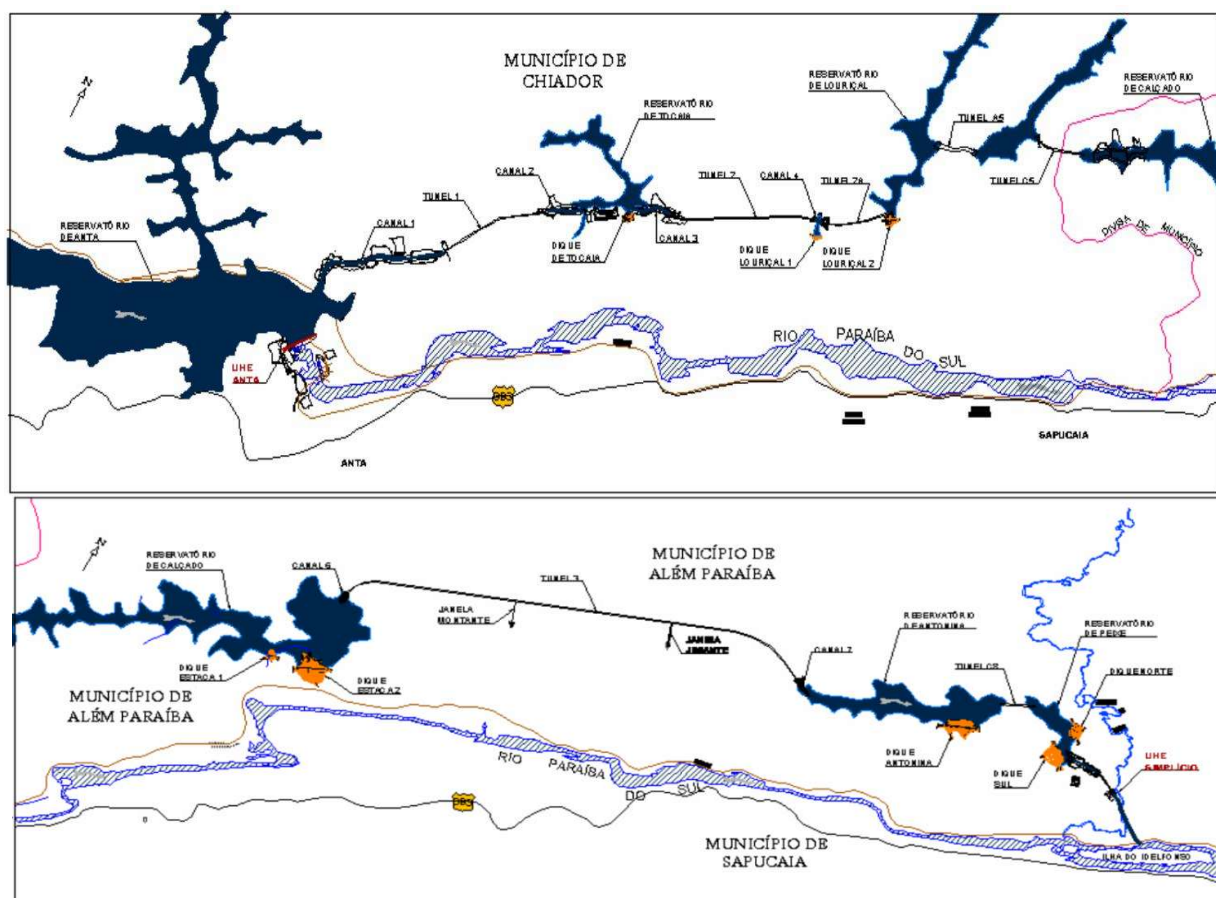 MUNICÍPIO DE
CHIADOR
RESERVATÓRIO
DE LOURIÇAL
RESERVATÓRIO
DE CALÇADO
N
RESERVATÓRIO
DE TOCAIA
TUNEL A5
CANAL 2
TUNEL 1
TUNEL 2
CANAL 4
TUNEL 2A
TUNEL C5
RESERVATÓRIO
DE ANTA
CANAL 1
DIQUE
DE TOCAIA
CANAL 3
DIQUE
LOURIÇAL 1
DIQUE
LOURIÇAL 2
DIVISA DE MUNICÍPIO
RIO PARAÍBA DO SUL
UHE
ANTA
393
ANTA
SAPUCAIA
N
RESERVATÓRIO
DE CALÇADO
CANAL 6
MUNICÍPIO DE
ALÉM PARAÍBA
TUNEL 3
JANELA
MONTANTE
JANELA
JUSANTE
RESERVATÓRIO
DE ANTONINA
RESERVATÓRIO
DE PEIXE
CANAL 7
DIQUE NORTE
DIQUE
ESTACA 1
DIQUE
ESTACA 2
MUNICÍPIO DE
ALÉM PARAÍBA
DIQUE
ANTONINA
DIQUE
SUL
UHE
SIMPLÍCIO
RIO PARAÍBA
DO SUL
393
MUNICÍPIO DE
SAPUCAIA
ILHA DO IDELFONSO